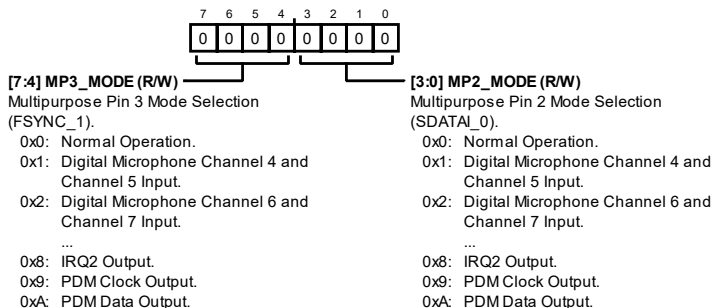 7 6 5 4 3 2 1 0
0 0 0 0 0 0 0 0
[7:4] MP3_MODE (R/W)
Multipurpose Pin 3 Mode Selection
(FSYNC_1).
0x0: Normal Operation.
0x1: Digital Microphone Channel 4 and
Channel 5 Input.
0x2: Digital Microphone Channel 6 and
Channel 7 Input.
...
0x8: IRQ2 Output.
0x9: PDM Clock Output.
0xA: PDM Data Output.
[3:0] MP2_MODE (R/W)
Multipurpose Pin 2 Mode Selection
(SDATAI_0).
0x0: Normal Operation.
0x1: Digital Microphone Channel 4 and
Channel 5 Input.
0x2: Digital Microphone Channel 6 and
Channel 7 Input.
...
0x8: IRQ2 Output.
0x9: PDM Clock Output.
0xA: PDM Data Output.